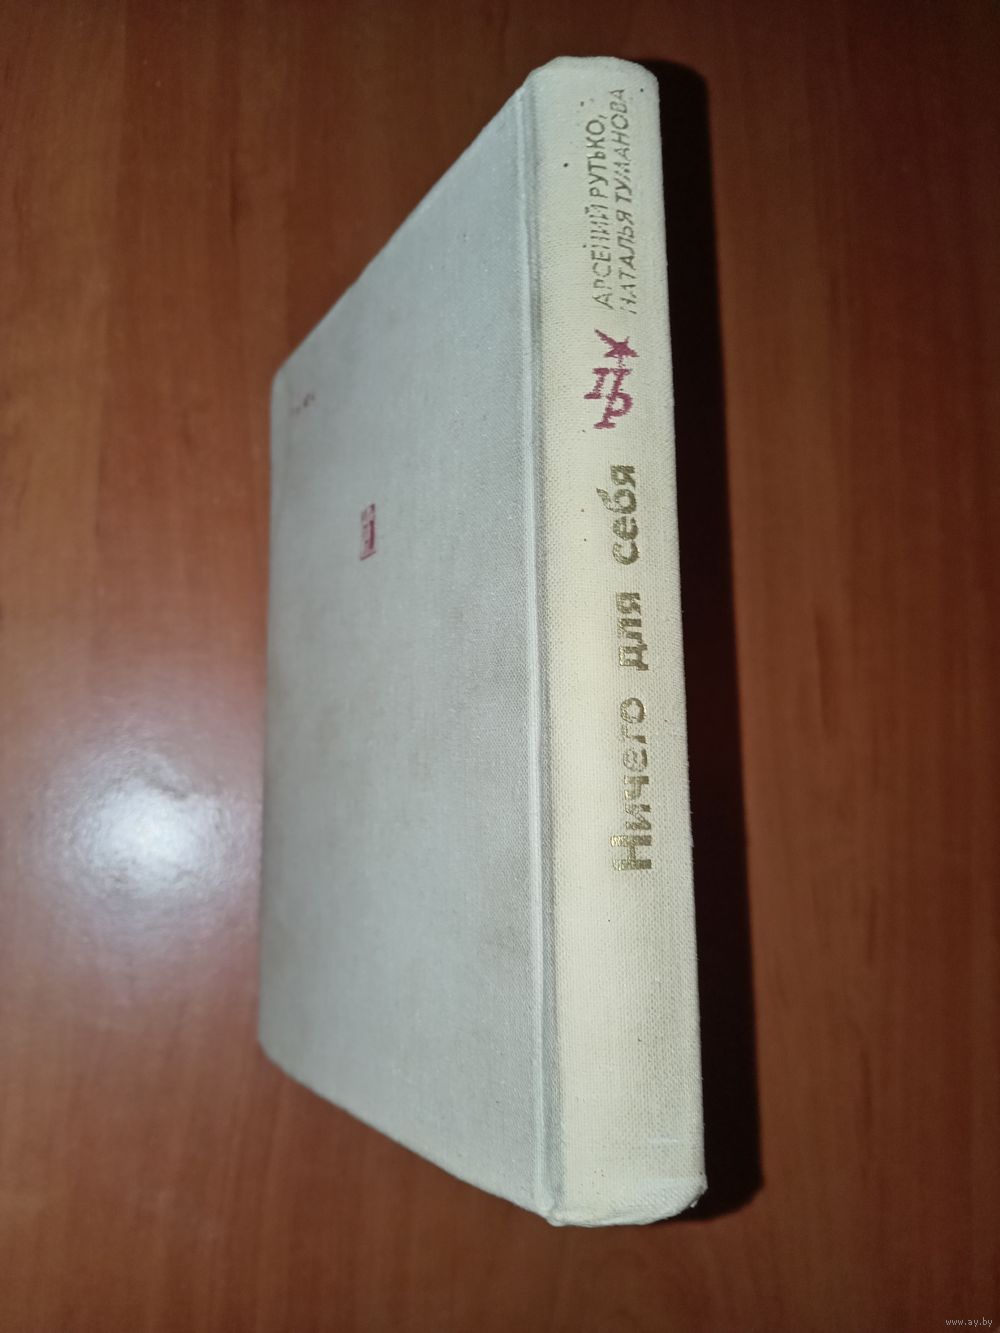 АРСЕНИЙ РУТЬКО,
НАТАЛЬЯ ТУМАНОВА
Ничего для себя
www.ay.by